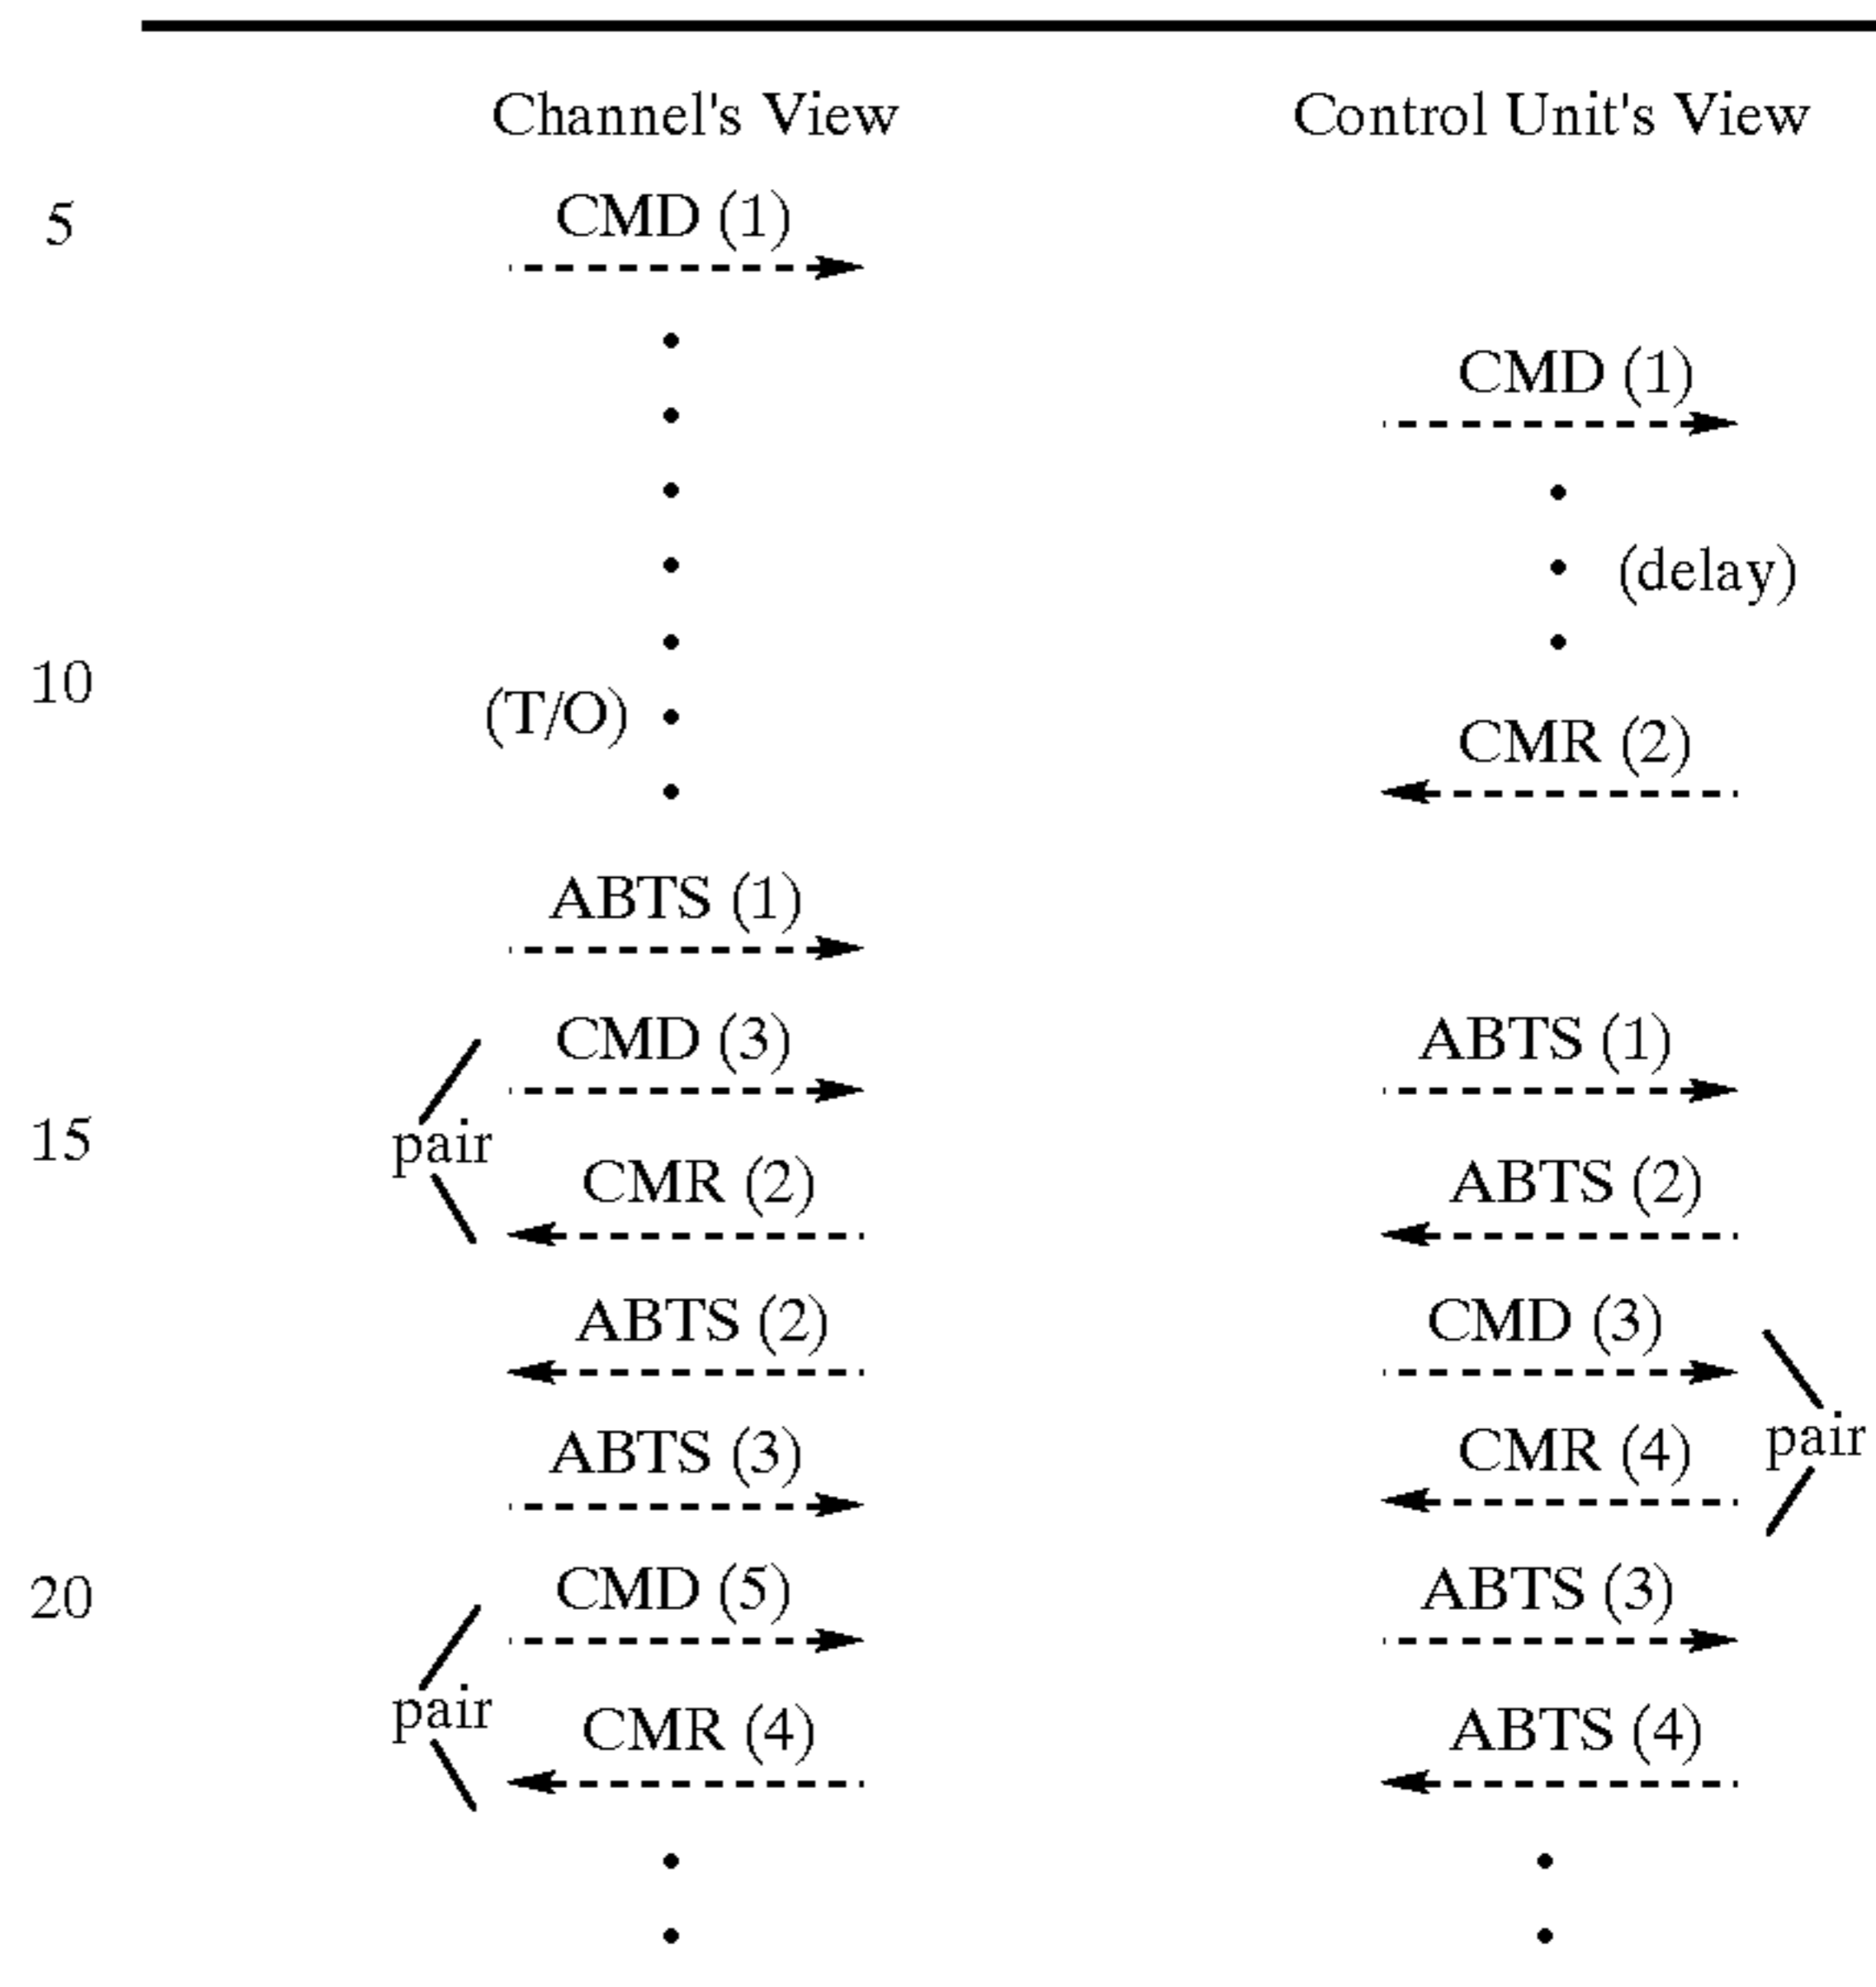 Channel's View Control Unit's View
5 CMD (1)
CMD (1)
(delay)
10
(T/O) CMR (2)
ABTS (1)
CMD (3) ABTS (1)
15 pair
CMR (2) ABTS (2)
ABTS (2) CMD (3)
ABTS (3) CMR (4) pair
20 CMD (5) ABTS (3)
pair CMR (4) ABTS (4)